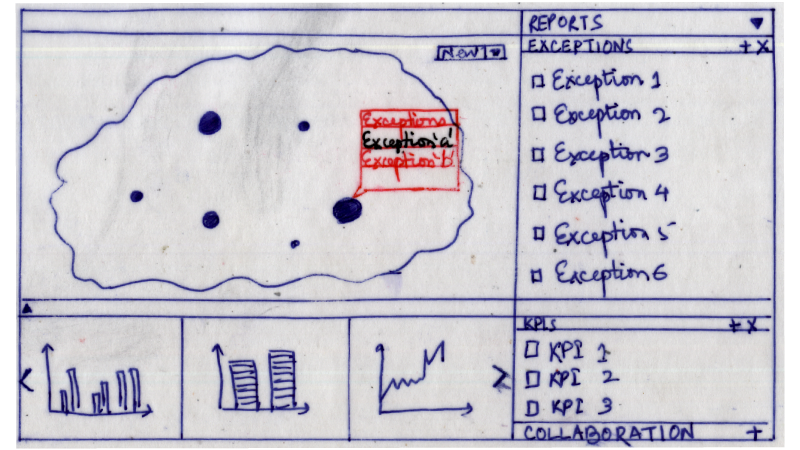 REPORTS
EXCEPTIONS + X
New
Exception 1
Exception 2
Exception 3
Exception 4
Exception 5
Exception 6
Exceptions
Exception 'a'
Exception 'b'
KPIs + X
KPI 1
KPI 2
KPI 3
COLLABORATION +